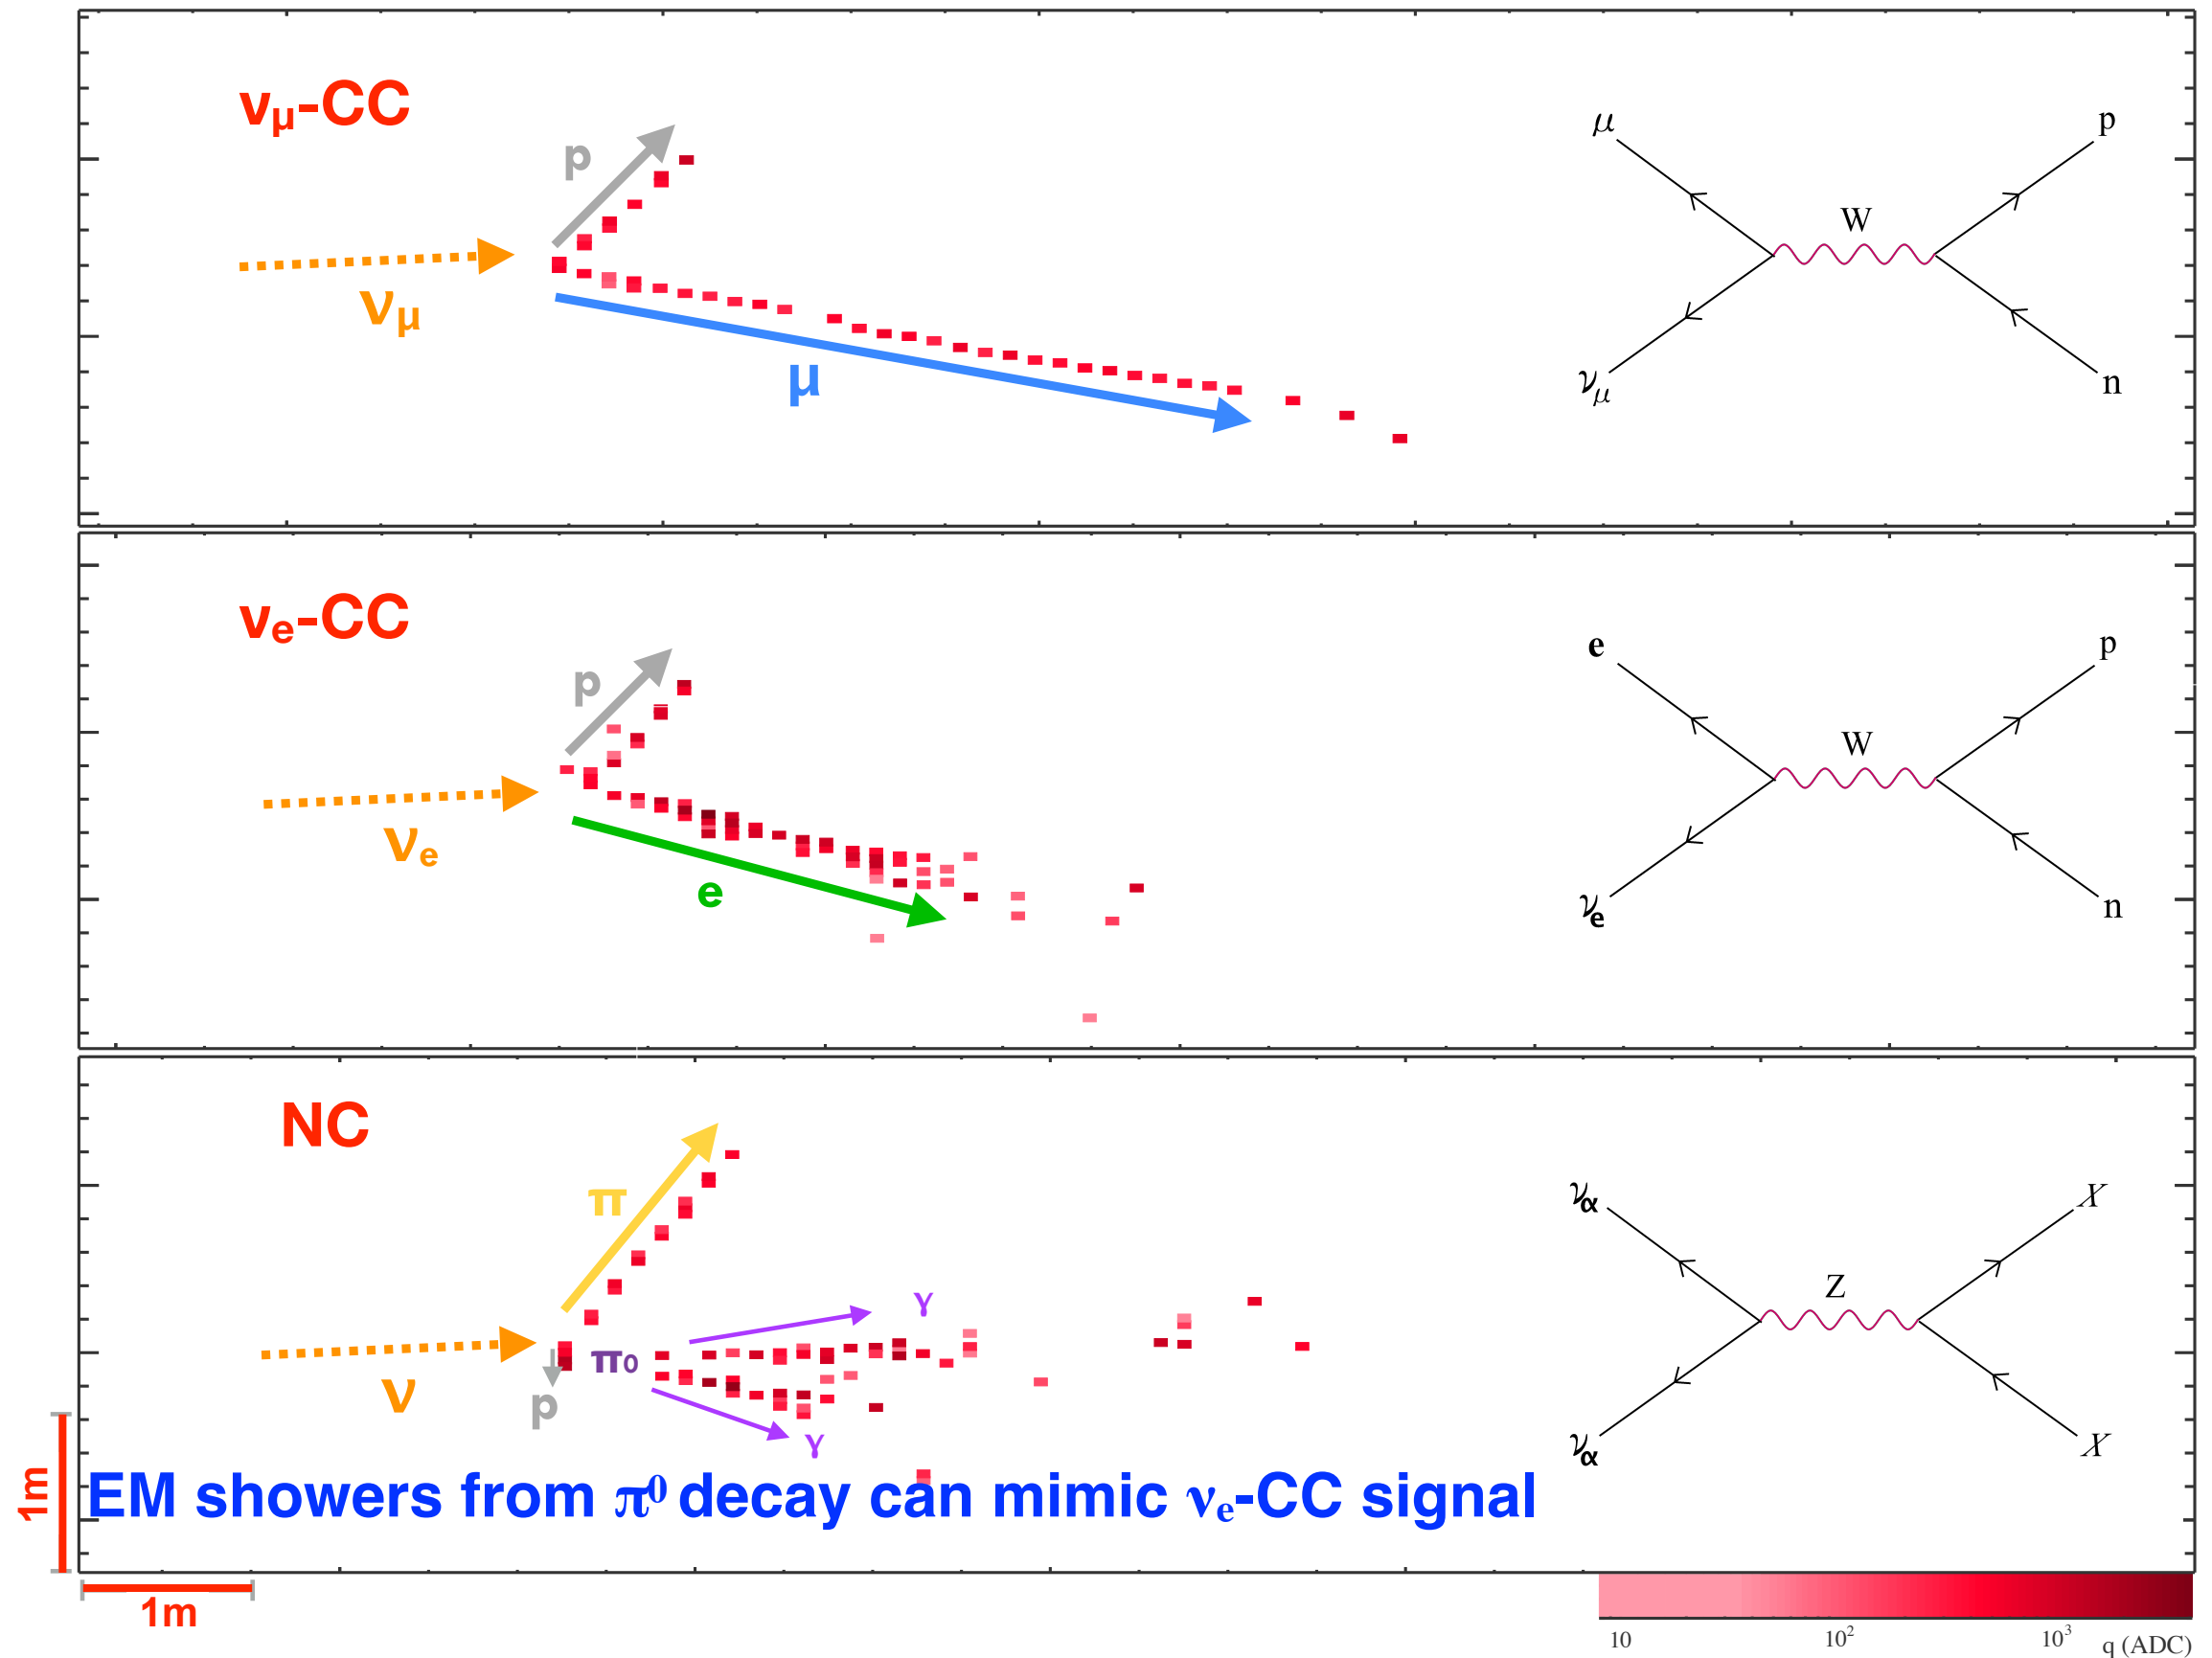 νμ-CC
p
νμ
μ
μ
p
W
νμ
n
νe-CC
p
νe
e
e
p
W
νe
n
NC
π
γ
ν
p
π0
γ
να
X
Z
να
X
EM showers from π⁰ decay can mimic νe-CC signal
1m
1m
10
10²
10³
q (ADC)